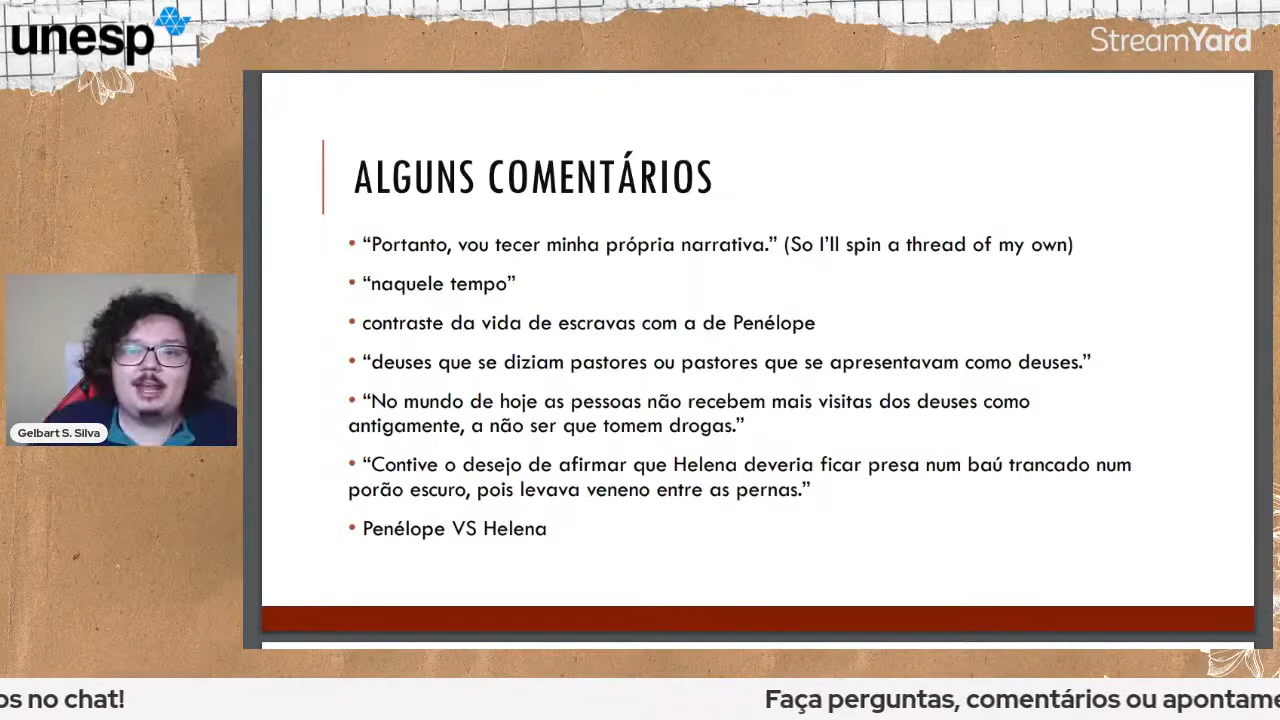 unesp
StreamYard
ALGUNS COMENTÁRIOS
• “Portanto, vou tecer minha própria narrativa.” (So I’ll spin a thread of my own)
• “naquele tempo”
• contraste da vida de escravas com a de Penélope
• “deuses que se diziam pastores ou pastores que se apresentavam como deuses.”
• “No mundo de hoje as pessoas não recebem mais visitas dos deuses como
antigamente, a não ser que tomem drogas.”
• “Contive o desejo de afirmar que Helena deveria ficar presa num baú trancado num
porão escuro, pois levava veneno entre as pernas.”
• Penélope VS Helena
Gelbart S. Silva
os no chat!
Faça perguntas, comentários ou apontame